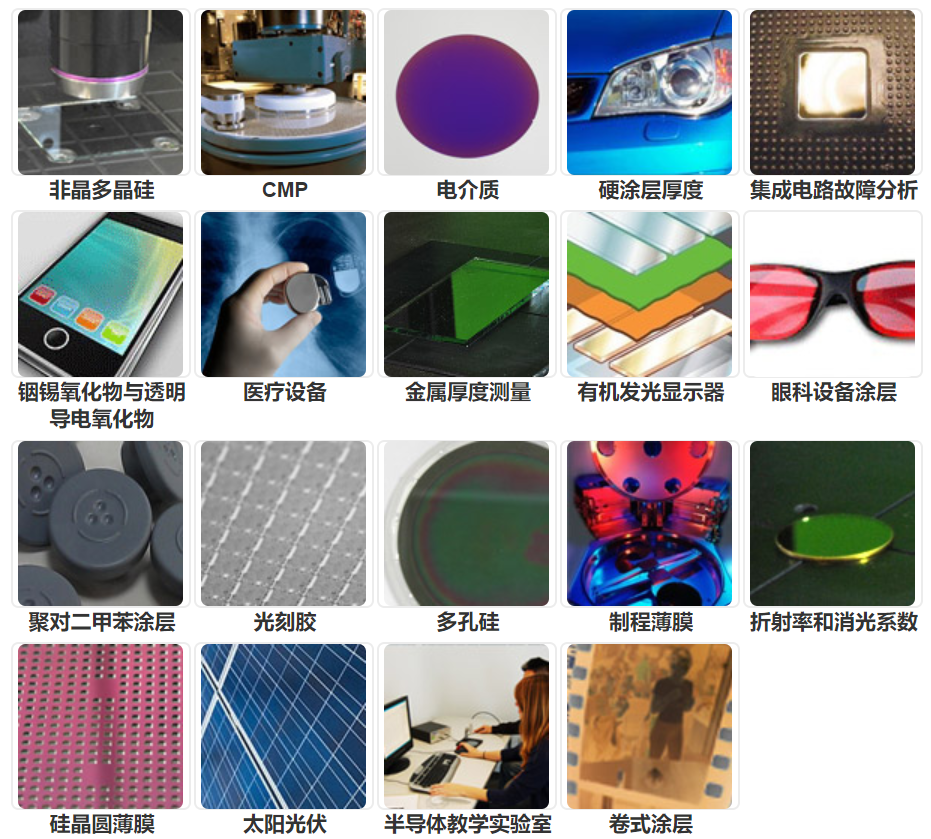 非晶多晶硅
CMP
电介质
硬涂层厚度
集成电路故障分析
铟锡氧化物与透明
导电氧化物
医疗设备
金属厚度测量
有机发光显示器
眼科设备涂层
聚对二甲苯涂层
光刻胶
多孔硅
制程薄膜
折射率和消光系数
硅晶圆薄膜
太阳光伏
半导体教学实验室
卷式涂层